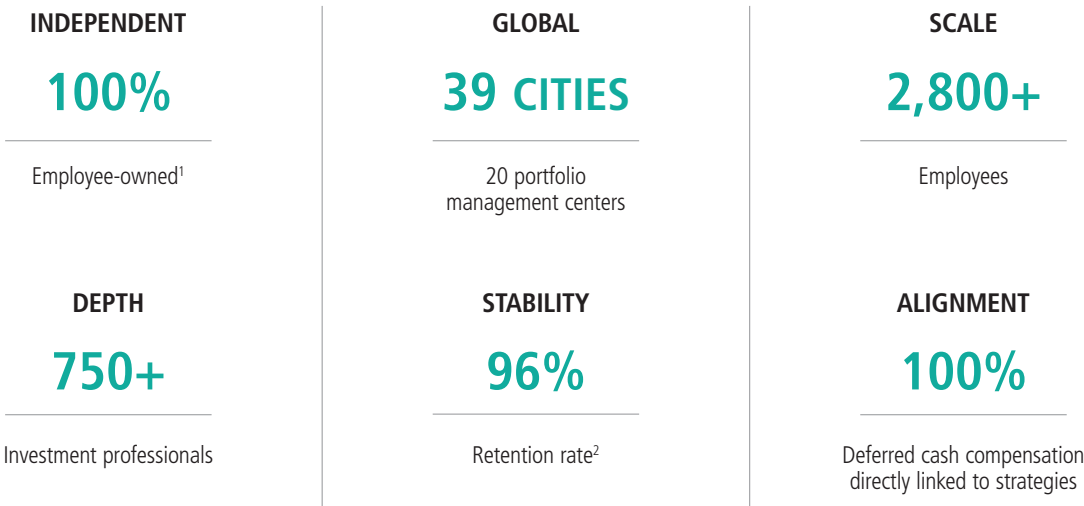 INDEPENDENT
100%
Employee-owned¹
GLOBAL
39 CITIES
20 portfolio
management centers
SCALE
2,800+
Employees
DEPTH
750+
Investment professionals
STABILITY
96%
Retention rate²
ALIGNMENT
100%
Deferred cash compensation
directly linked to strategies